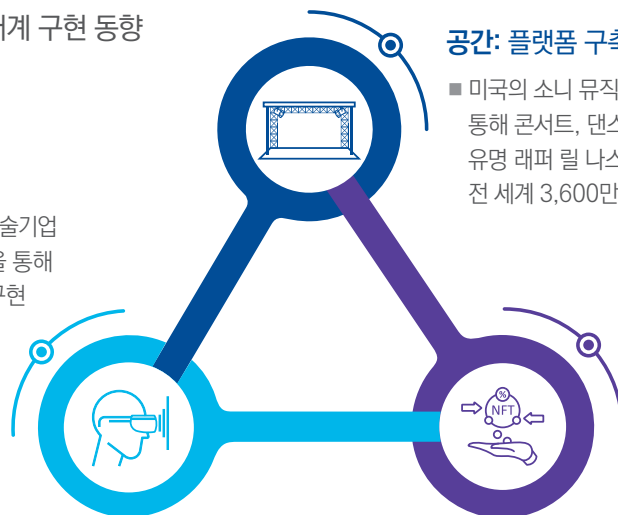 계 구현 동향
공간: 플랫폼 구축
■ 미국의 소니 뮤직
통해 콘서트, 댄스
유명 래퍼 릴 나스
전 세계 3,600만
술기업
을 통해
구현
%
NFT